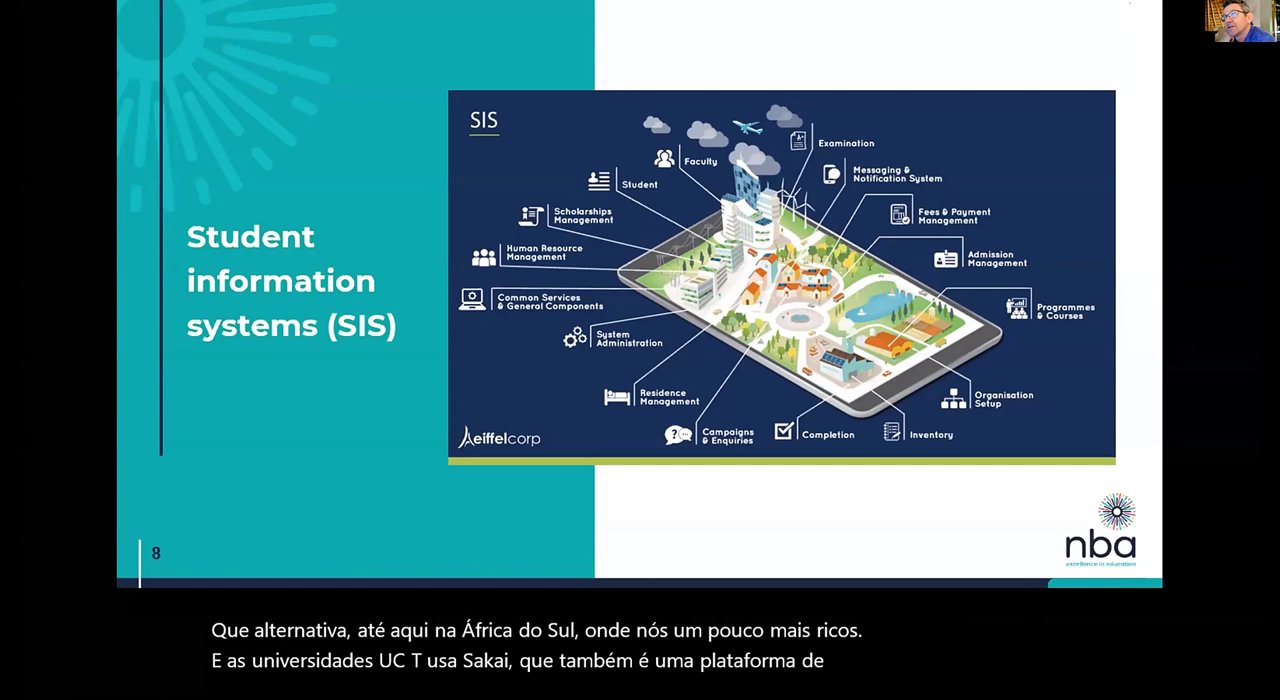 Student
information
systems (SIS)
SIS
Examination
Faculty
Messaging &
Notification System
Student
Scholarships
Management
Fees & Payment
Management
Human Resource
Management
Admission
Management
Common Services
& General Components
Programmes
& Courses
System
Administration
Residence
Management
Organisation
Setup
Campaigns
& Enquiries
Completion
Inventory
eiffelcorp
nba
excellence in education
8
Que alternativa, até aqui na África do Sul, onde nós um pouco mais ricos.
E as universidades UC T usa Sakai, que também é uma plataforma de